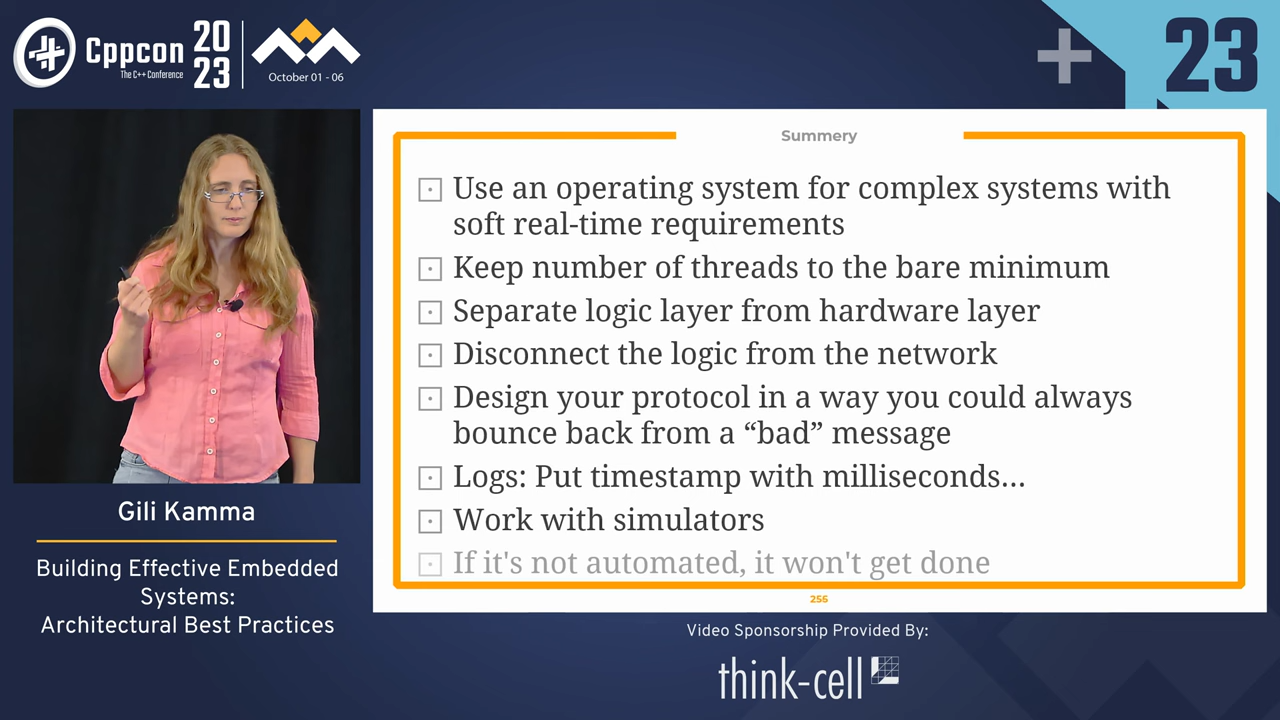 Cppcon
The C++ Conference
20
23
October 01 - 06
23
Summery
Use an operating system for complex systems with
soft real-time requirements
Keep number of threads to the bare minimum
Separate logic layer from hardware layer
Disconnect the logic from the network
Design your protocol in a way you could always
bounce back from a “bad” message
Logs: Put timestamp with milliseconds...
Work with simulators
If it's not automated, it won't get done
256
Gili Kamma
Building Effective Embedded
Systems:
Architectural Best Practices
Video Sponsorship Provided By:
think-cell